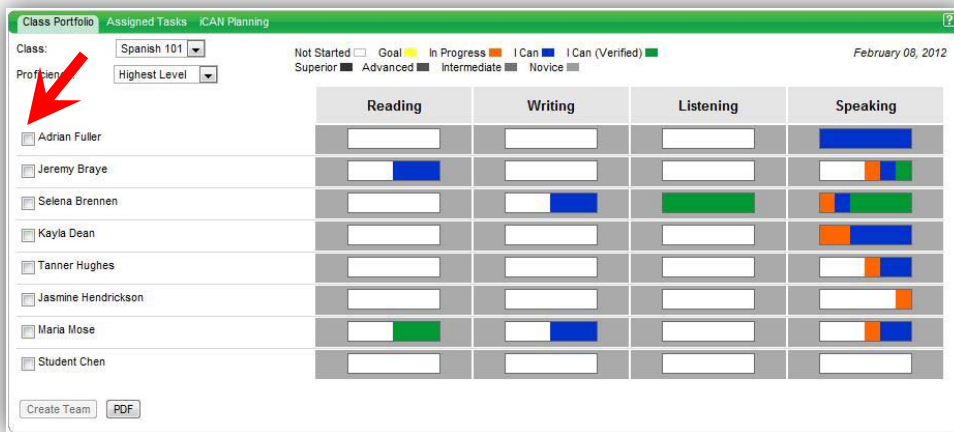 Class Portfolio Assigned Tasks iCAN Planning ?
Class: Spanish 101
Not Started Goal In Progress I Can I Can (Verified)
February 08, 2012
Highest Level
Superior Advanced Intermediate Novice
Reading Writing Listening Speaking
Adrian Fuller
Jeremy Braye
Selena Brennen
Kayla Dean
Tanner Hughes
Jasmine Hendrickson
Maria Mose
Student Chen
Create Team PDF